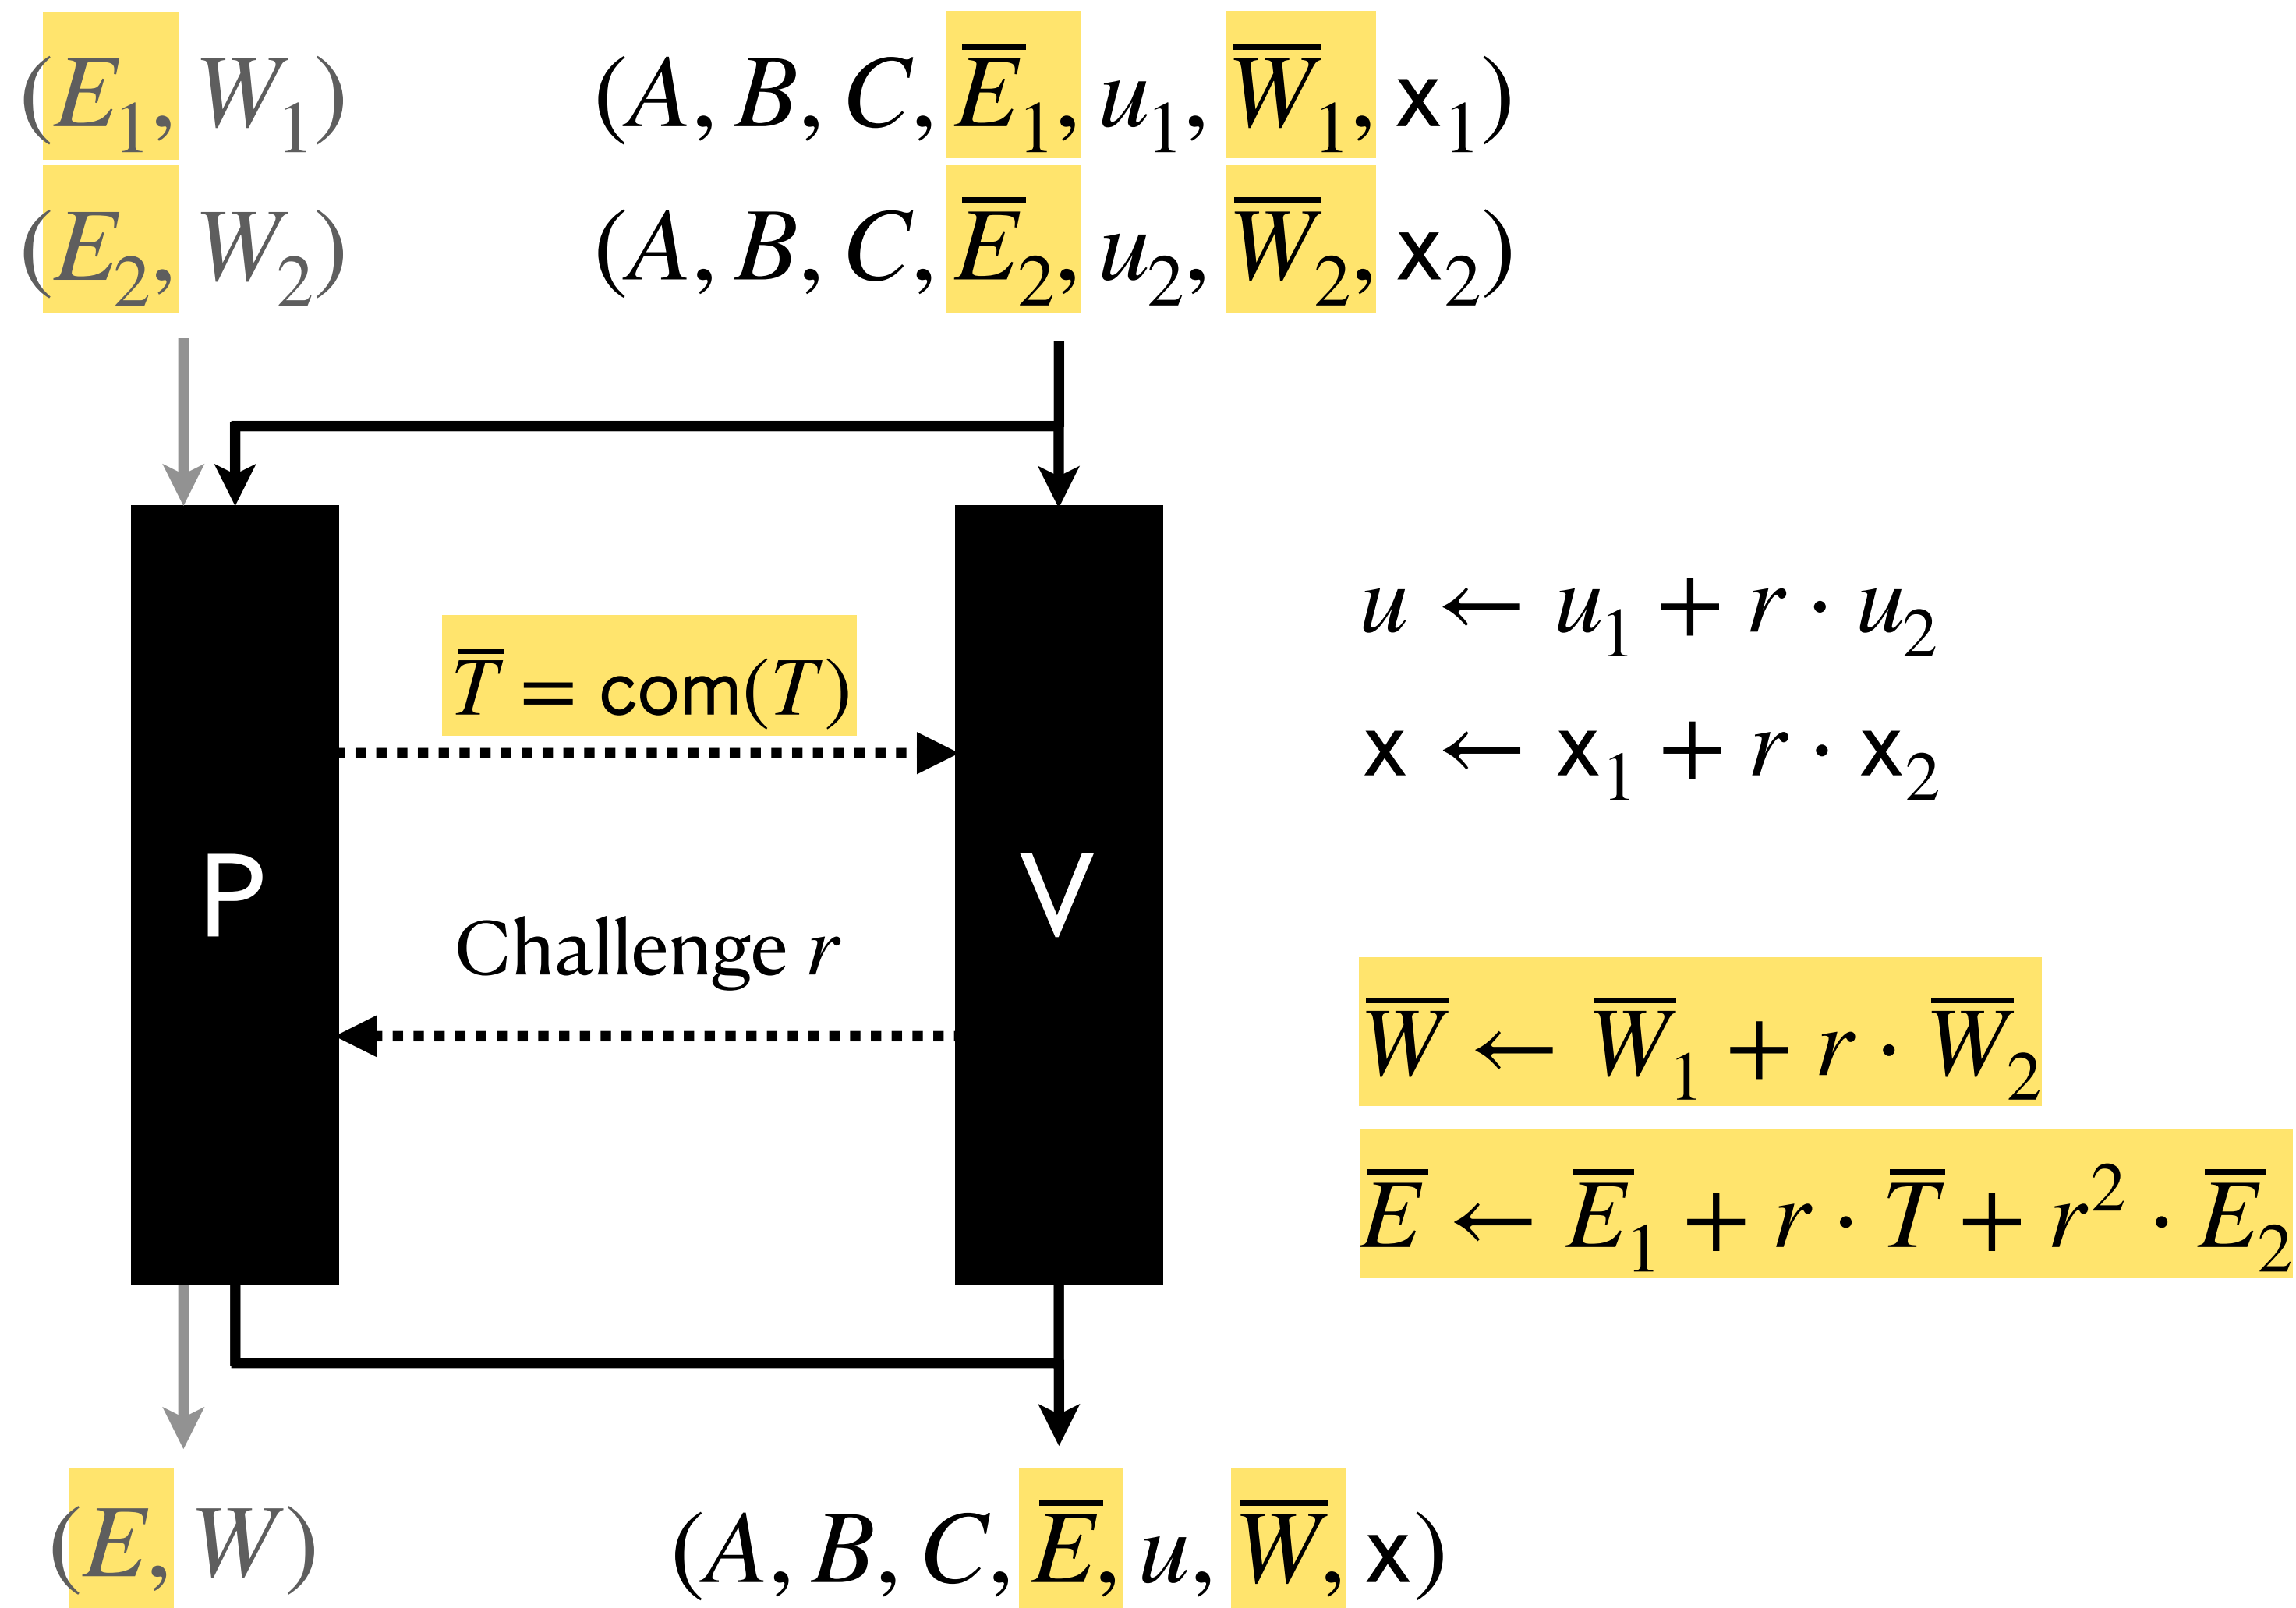 (E₁, W₁) (A, B, C, E̅₁, u₁, W̅₁, x₁)
(E₂, W₂) (A, B, C, E̅₂, u₂, W̅₂, x₂)
u ← u₁ + r · u₂
T̅ = com(T)
x ← x₁ + r · x₂
P
V
Challenge r
W̅ ← W̅₁ + r · W̅₂
E̅ ← E̅₁ + r · T̅ + r² · E̅₂
(E, W) (A, B, C, E̅, u, W̅, x)